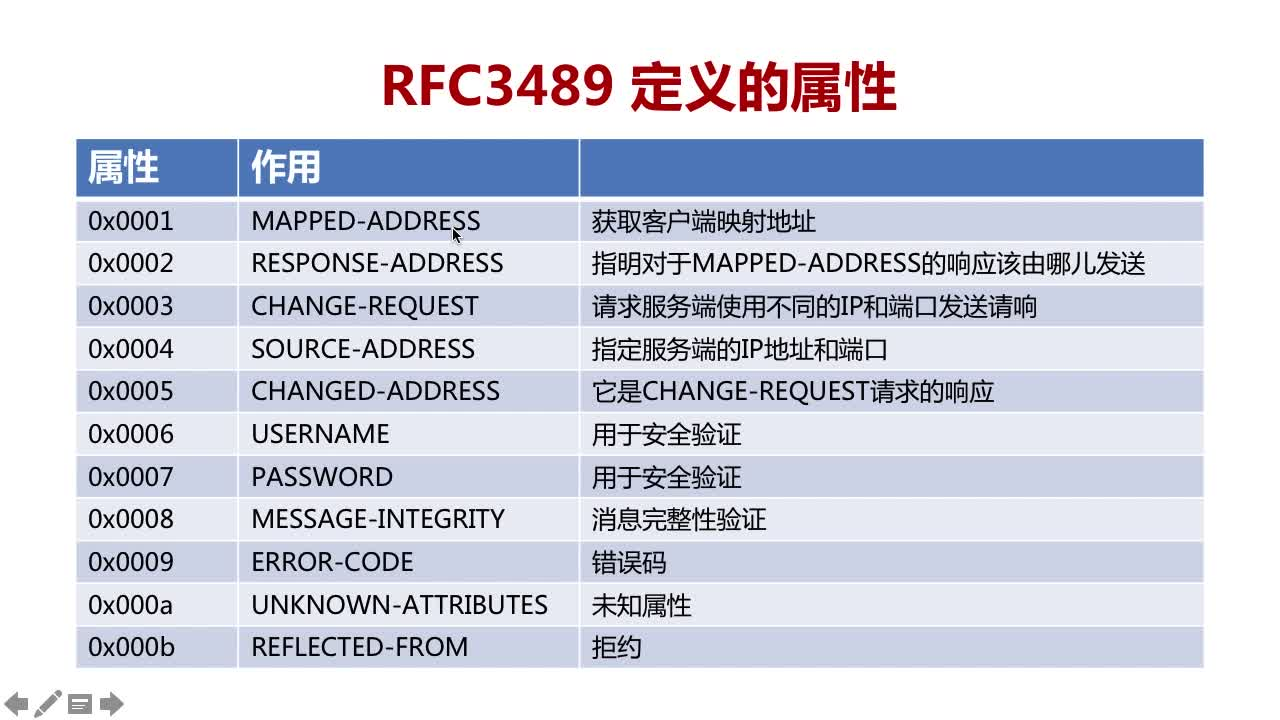 RFC3489 定义的属性
属性 作用
0x0001 MAPPED-ADDRESS 获取客户端映射地址
0x0002 RESPONSE-ADDRESS 指明对于MAPPED-ADDRESS的响应该由哪儿发送
0x0003 CHANGE-REQUEST 请求服务端使用不同的IP和端口发送请响
0x0004 SOURCE-ADDRESS 指定服务端的IP地址和端口
0x0005 CHANGED-ADDRESS 它是CHANGE-REQUEST请求的响应
0x0006 USERNAME 用于安全验证
0x0007 PASSWORD 用于安全验证
0x0008 MESSAGE-INTEGRITY 消息完整性验证
0x0009 ERROR-CODE 错误码
0x000a UNKNOWN-ATTRIBUTES 未知属性
0x000b REFLECTED-FROM 拒约